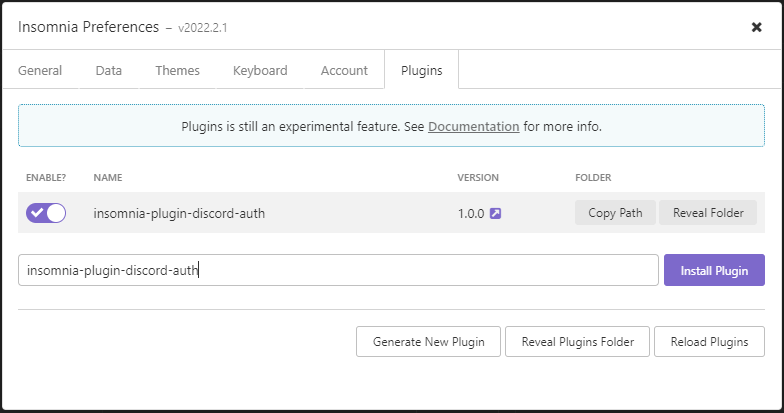 Insomnia Preferences – v2022.2.1
General Data Themes Keyboard Account Plugins
Plugins is still an experimental feature. See Documentation for more info.
ENABLE? NAME VERSION FOLDER
insomnia-plugin-discord-auth 1.0.0 Copy Path Reveal Folder
insomnia-plugin-discord-auth Install Plugin
Generate New Plugin Reveal Plugins Folder Reload Plugins